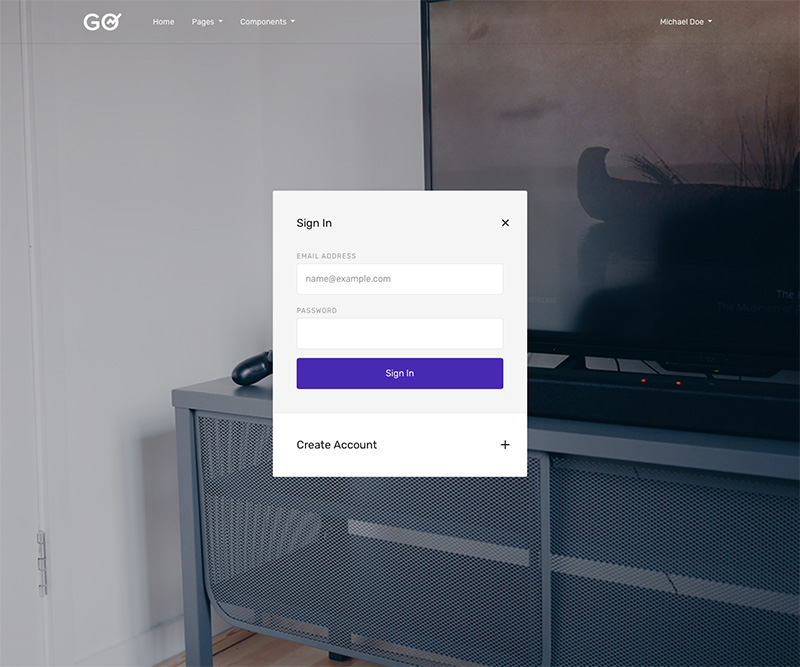 GO
Home Pages Components Michael Doe
Sign In
EMAIL ADDRESS
name@example.com
PASSWORD
Sign In
Create Account